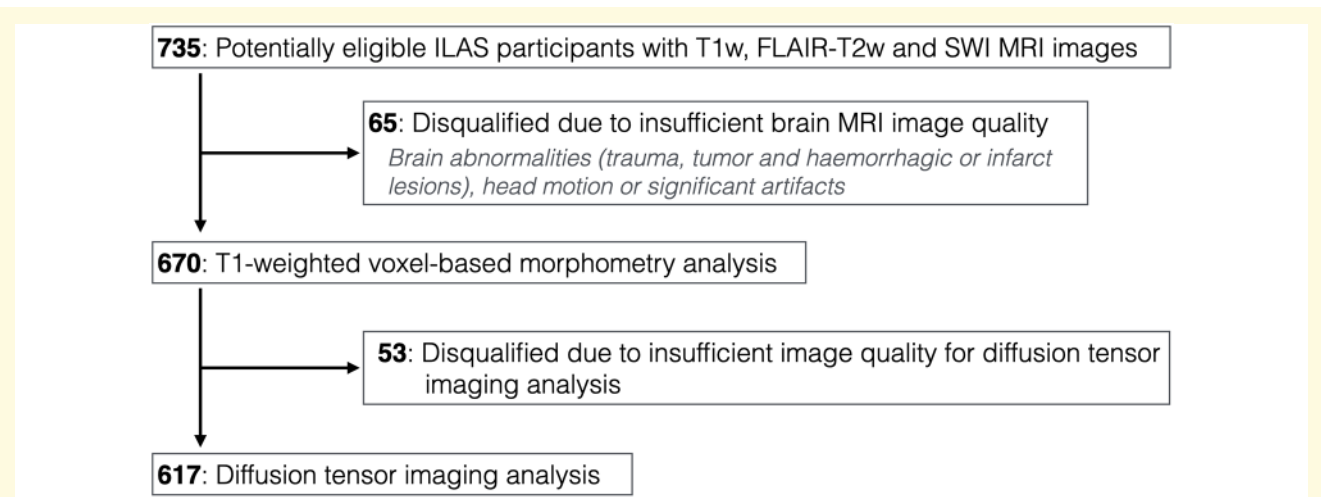 735: Potentially eligible ILAS participants with T1w, FLAIR-T2w and SWI MRI images
65: Disqualified due to insufficient brain MRI image quality
Brain abnormalities (trauma, tumor and haemorrhagic or infarct
lesions), head motion or significant artifacts
670: T1-weighted voxel-based morphometry analysis
53: Disqualified due to insufficient image quality for diffusion tensor
imaging analysis
617: Diffusion tensor imaging analysis